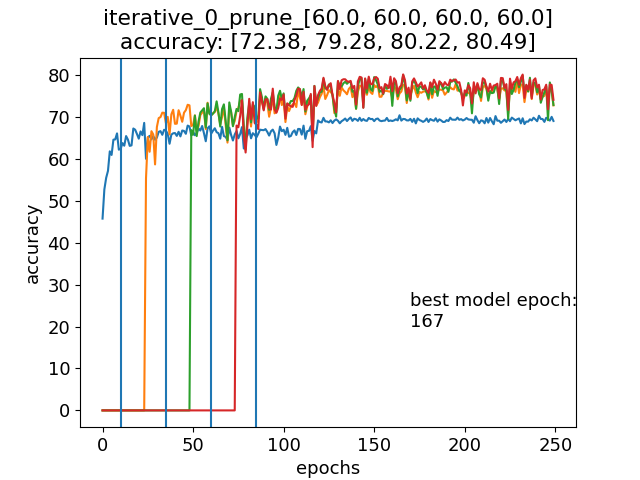 iterative_0_prune_[60.0, 60.0, 60.0, 60.0]
accuracy: [72.38, 79.28, 80.22, 80.49]
80
70
60
50
40
30
20
10
0
accuracy
best model epoch:
167
0 50 100 150 200 250
epochs